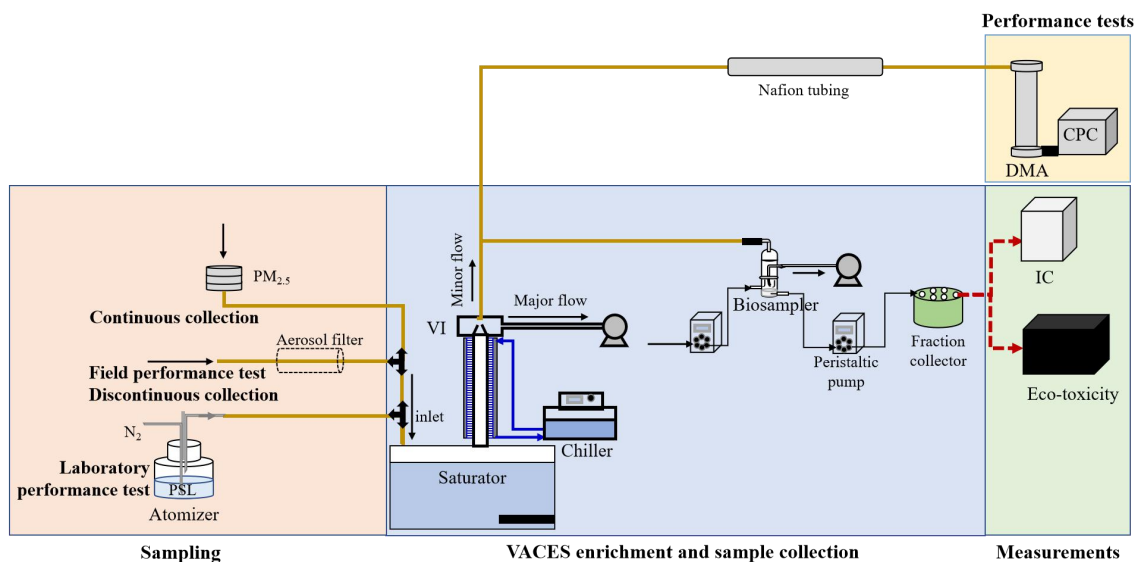 Performance tests
Nafion tubing
CPC
DMA
PM2.5
Continuous collection
Aerosol filter
Field performance test
Discontinuous collection
N2
inlet
Laboratory
performance test
PSL
Atomizer
Minor flow
Major flow
VI
Chiller
Saturator
Biosampler
Peristaltic
pump
Fraction
collector
IC
Eco-toxicity
Sampling
VACES enrichment and sample collection
Measurements